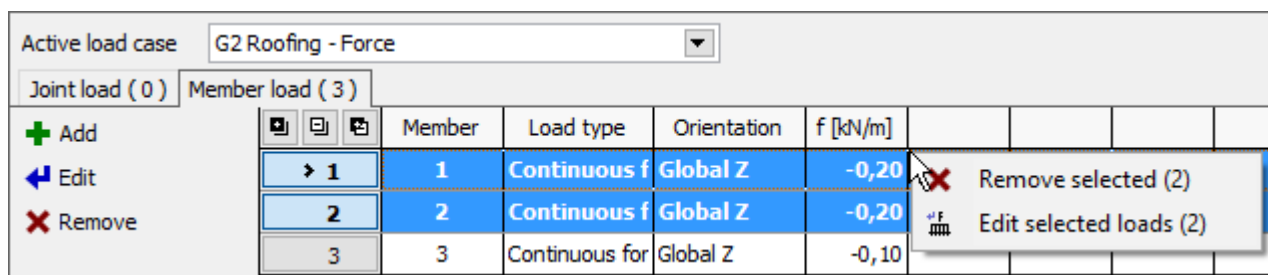 Active load case G2 Roofing - Force
Joint load ( 0 ) Member load ( 3 )
Add Member Load type Orientation f [kN/m]
Edit > 1 1 Continuous f Global Z -0,20 Remove selected (2)
Remove 2 2 Continuous f Global Z -0,20 Edit selected loads (2)
3 3 Continuous for Global Z -0,10